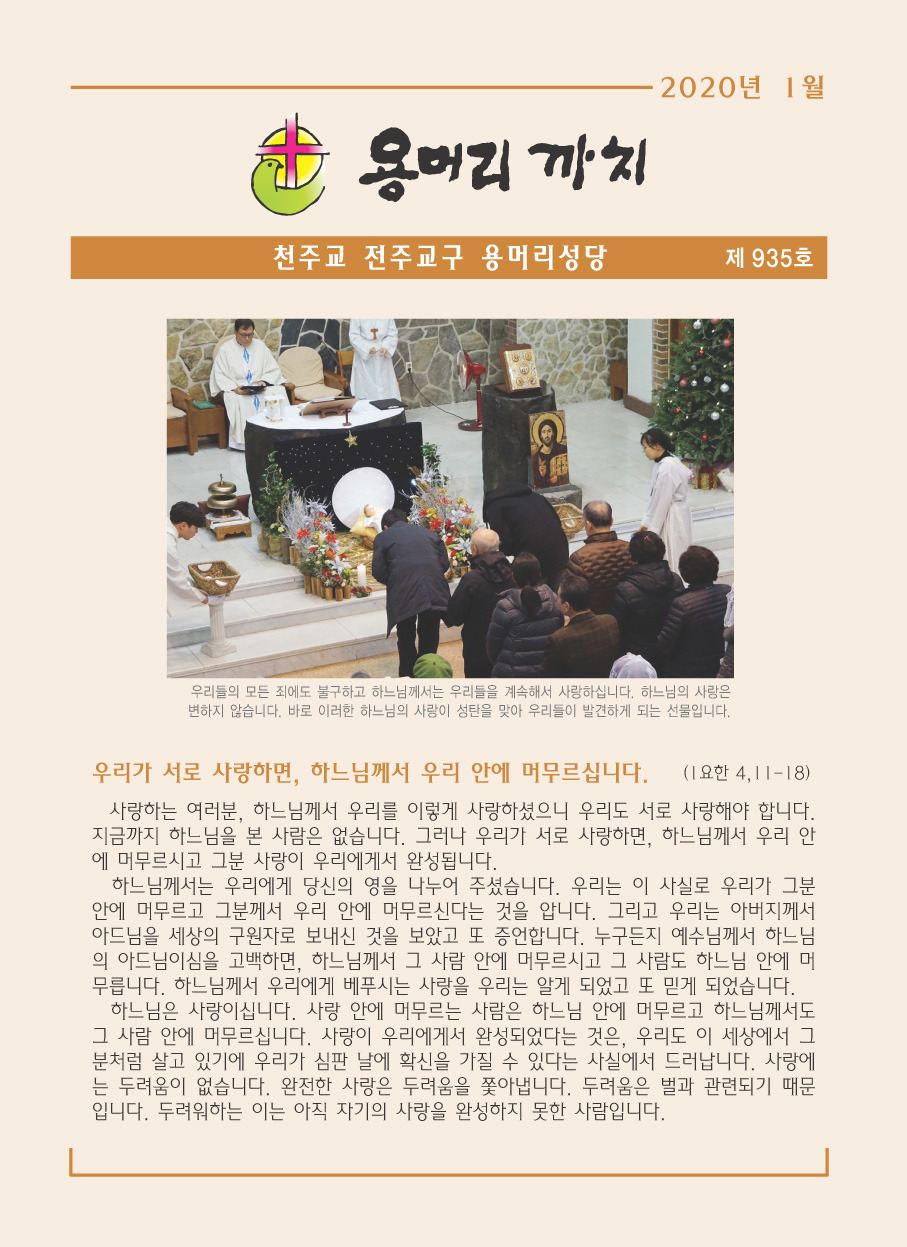 2020년 1월
용머리 까치
천주교 전주교구 용머리성당 제 935호
우리들의 모든 죄에도 불구하고 하느님께서는 우리들을 계속해서 사랑하십니다. 하느님의 사랑은
변하지 않습니다. 바로 이러한 하느님의 사랑이 성탄을 맞아 우리들이 발견하게 되는 선물입니다.
우리가 서로 사랑하면, 하느님께서 우리 안에 머무르십니다. (1요한 4,11-18)
사랑하는 여러분, 하느님께서 우리를 이렇게 사랑하셨으니 우리도 서로 사랑해야 합니다.
지금까지 하느님을 본 사람은 없습니다. 그러나 우리가 서로 사랑하면, 하느님께서 우리 안
에 머무르시고 그분 사랑이 우리에게서 완성됩니다.
하느님께서는 우리에게 당신의 영을 나누어 주셨습니다. 우리는 이 사실로 우리가 그분
안에 머무르고 그분께서 우리 안에 머무르신다는 것을 압니다. 그리고 우리는 아버지께서
아드님을 세상의 구원자로 보내신 것을 보았고 또 증언합니다. 누구든지 예수님께서 하느님
의 아드님이심을 고백하면, 하느님께서 그 사람 안에 머무르시고 그 사람도 하느님 안에 머
무릅니다. 하느님께서 우리에게 베푸시는 사랑을 우리는 알게 되었고 또 믿게 되었습니다.
하느님은 사랑이십니다. 사랑 안에 머무르는 사람은 하느님 안에 머무르고 하느님께서도
그 사람 안에 머무르십니다. 사랑이 우리에게서 완성되었다는 것은, 우리도 이 세상에서 그
분처럼 살고 있기에 우리가 심판 날에 확신을 가질 수 있다는 사실에서 드러납니다. 사랑에
는 두려움이 없습니다. 완전한 사랑은 두려움을 쫓아냅니다. 두려움은 벌과 관련되기 때문
입니다. 두려워하는 이는 아직 자기의 사랑을 완성하지 못한 사람입니다.